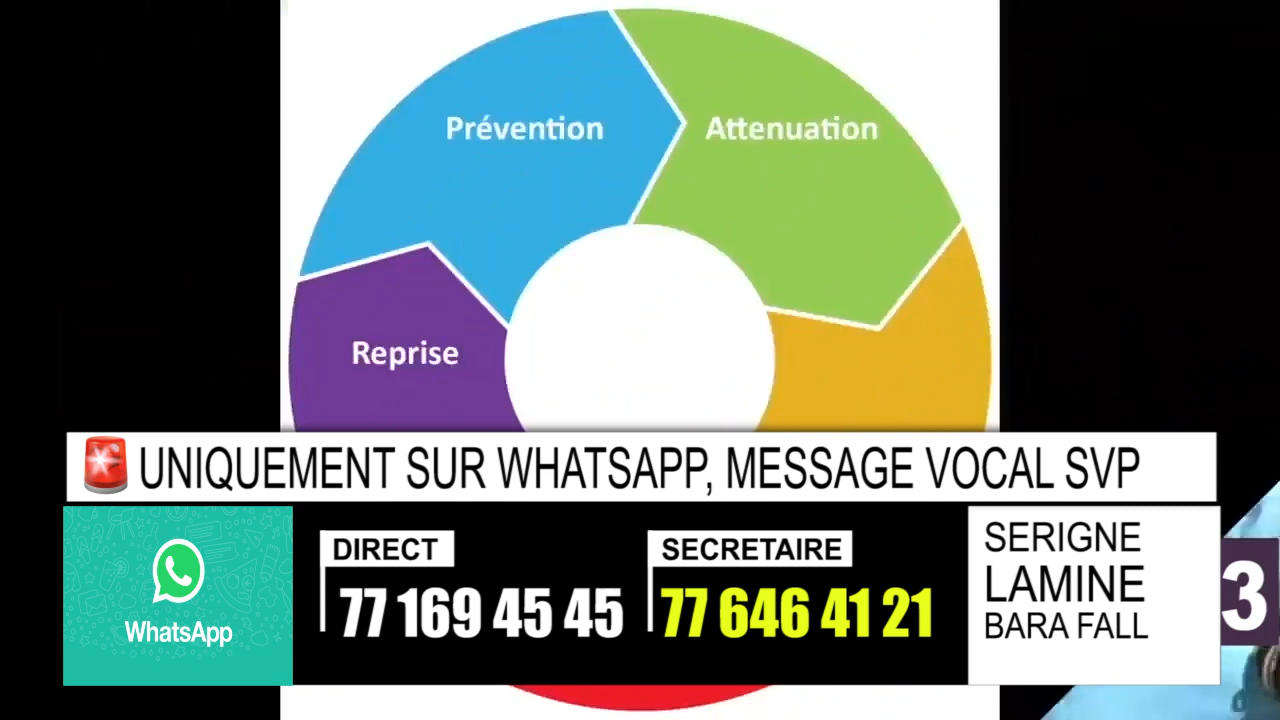 Prévention
Attenuation
Reprise
UNIQUEMENT SUR WHATSAPP, MESSAGE VOCAL SVP
WhatsApp
DIRECT
77 169 45 45
SECRETAIRE
77 646 41 21
SERIGNE
LAMINE
BARA FALL
3